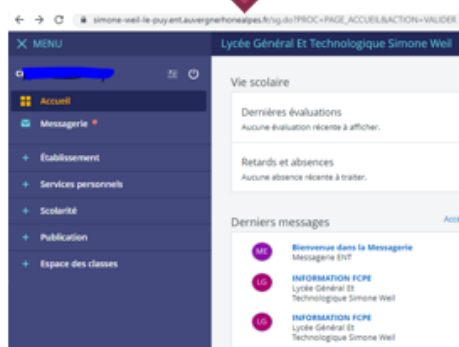 simone-weil-le-puy.ent.auvergnerhonealpes.fr/sg.do?PROC=PAGE_ACCUEIL&ACTION=VALIDER
MENU
Lycée Général Et Technologique Simone Weil
Accueil
Messagerie
+ Établissement
+ Services personnels
+ Scolarité
+ Publication
+ Espace des classes
Vie scolaire
Dernières évaluations
Aucune évaluation récente à afficher.
Retards et absences
Aucune absence récente à traiter.
Derniers messages
ME
Bienvenue dans la Messagerie
Messagerie ENT
LG
INFORMATION FCPE
Lycée Général Et
Technologique Simone Weil
LG
INFORMATION FCPE
Lycée Général Et
Technologique Simone Weil